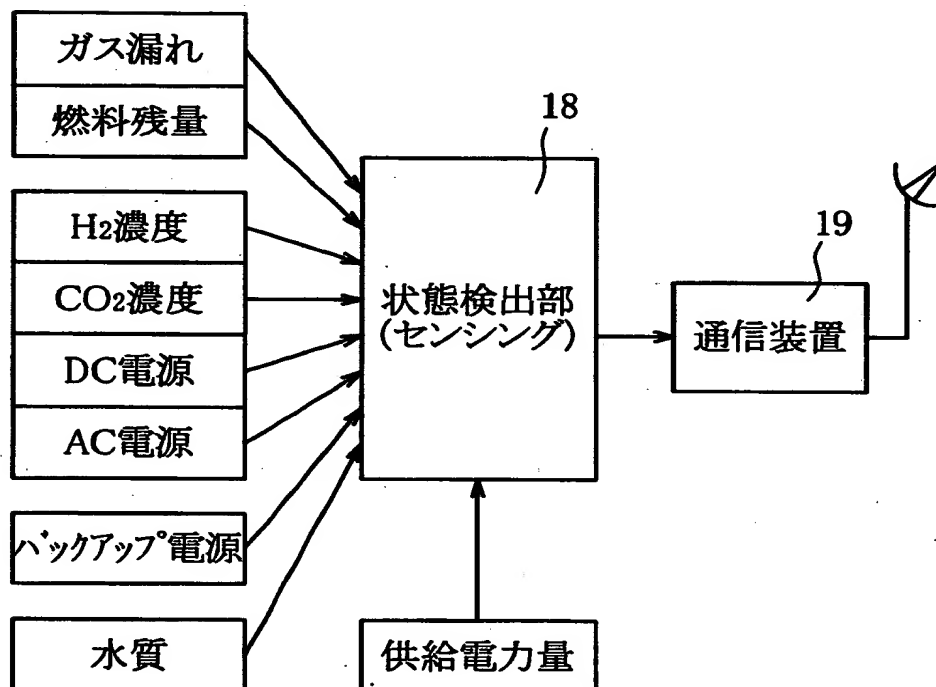 ガス漏れ
燃料残量
H2濃度
CO2濃度
DC電源
AC電源
バックアップ電源
水質
18
状態検出部
(センシング)
供給電力量
19
通信装置